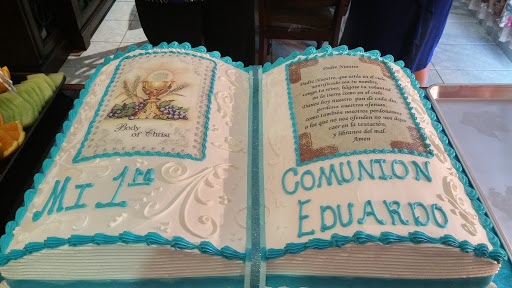 Body
of Christ
MI 1ra
Padre Nuestro
Padre Nuestro, que estás en el cielo,
santificado sea tu nombre,
venga tu reino, hágase tu voluntad
en la tierra como en el cielo.
Danos hoy nuestro pan de cada día,
perdona nuestras ofensas,
como también nosotros perdonamos
a los que nos ofenden no nos dejes
caer en la tentación,
y líbranos del mal.
Amen
COMUNION
EDUARDO